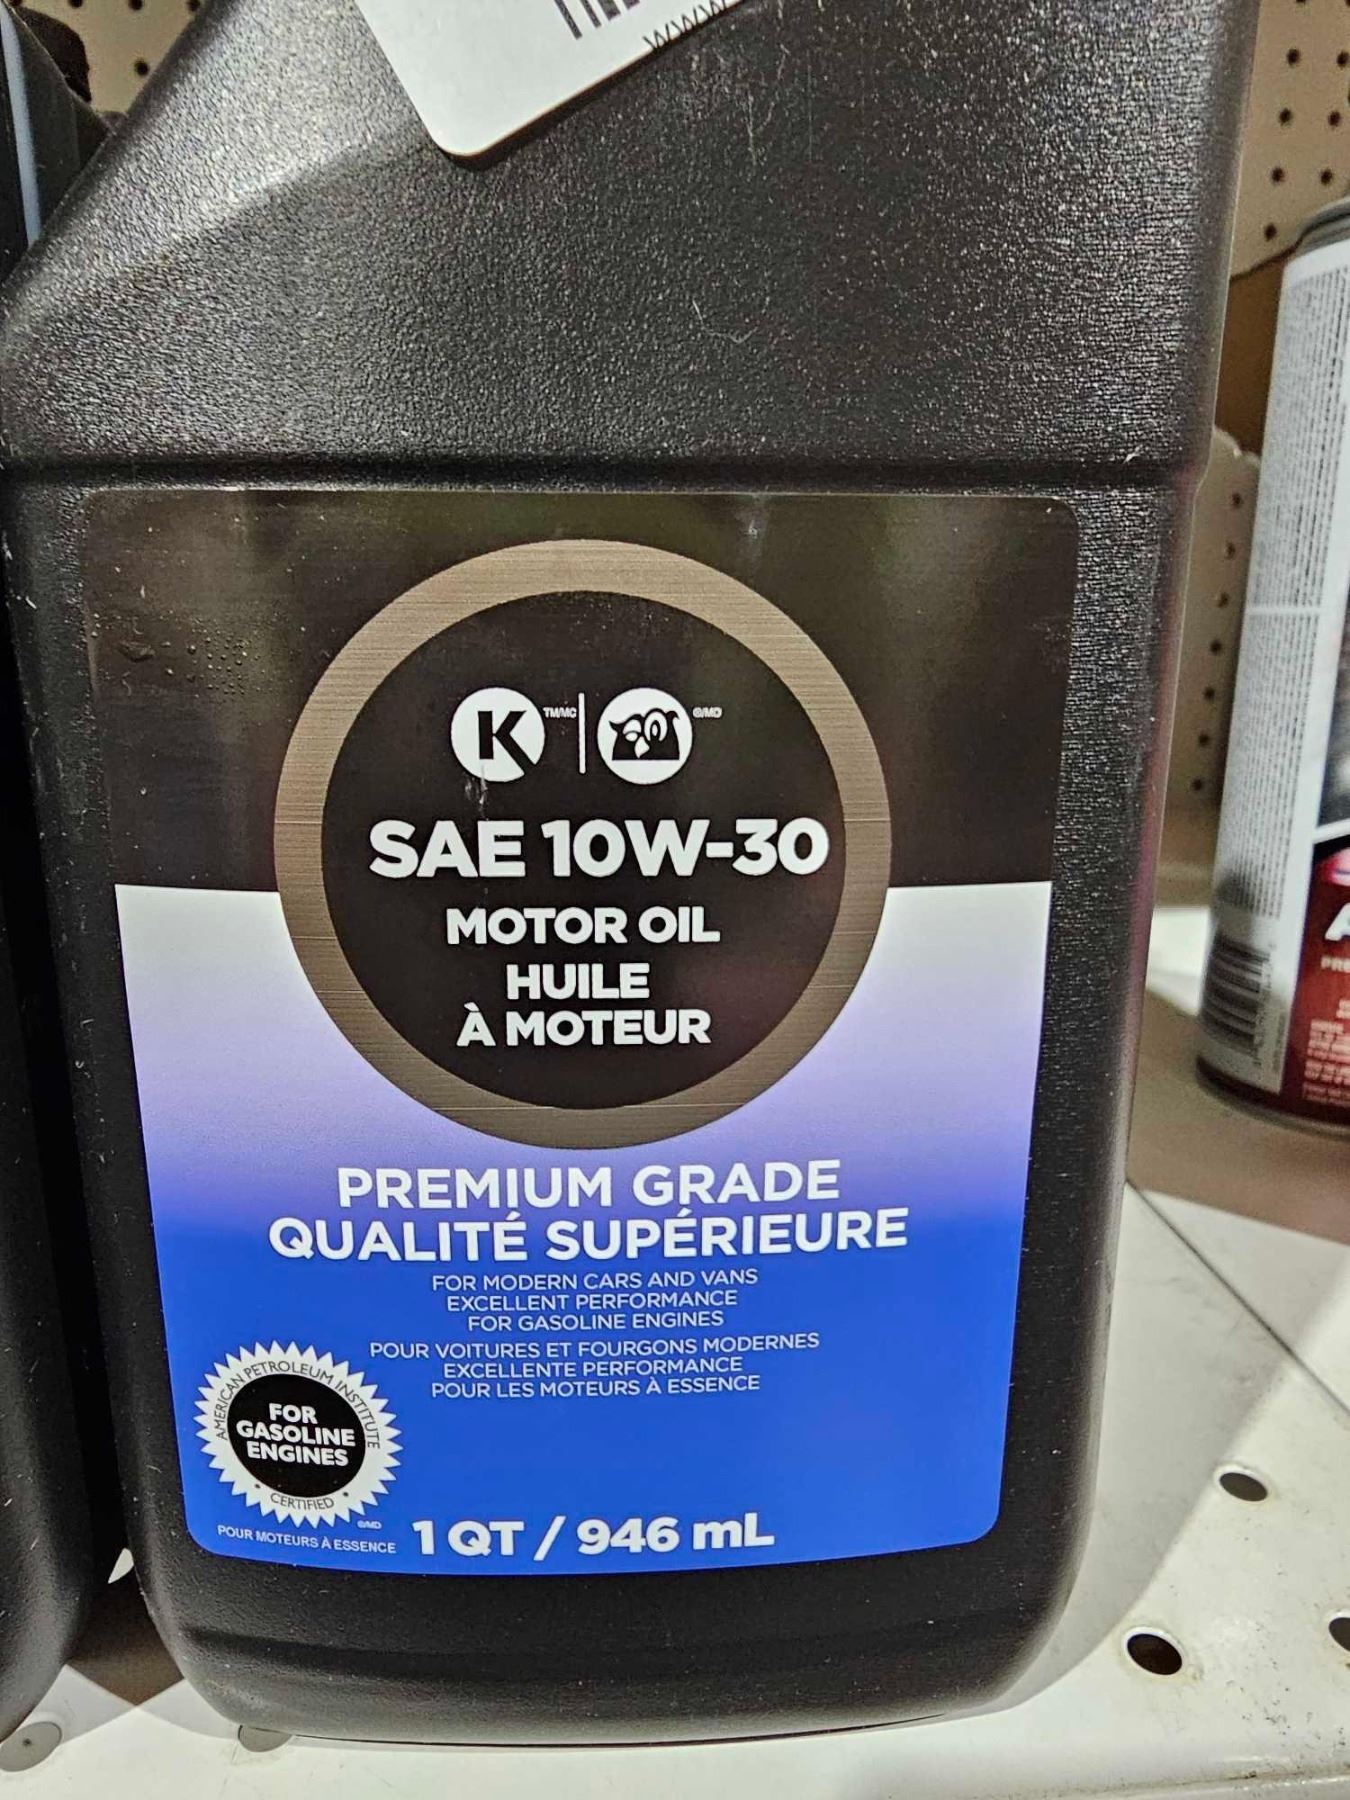 www.
K TM/MC ®/MD
SAE 10W-30
MOTOR OIL
HUILE
À MOTEUR
PREMIUM GRADE
QUALITÉ SUPÉRIEURE
FOR MODERN CARS AND VANS
EXCELLENT PERFORMANCE
FOR GASOLINE ENGINES
POUR VOITURES ET FOURGONS MODERNES
EXCELLENTE PERFORMANCE
POUR LES MOTEURS À ESSENCE
AMERICAN PETROLEUM INSTITUTE
FOR
GASOLINE
ENGINES
CERTIFIED
®/MD
POUR MOTEURS À ESSENCE
1 QT / 946 mL